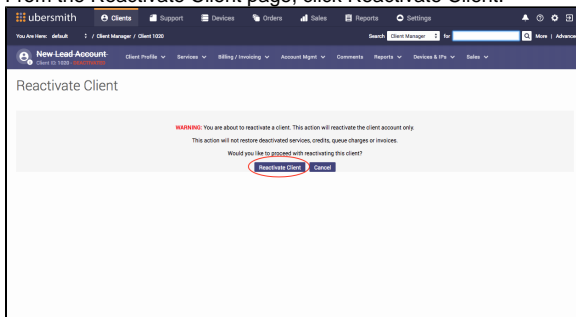 From the Reactivate Client page, click Reactivate Client.
ubersmith Clients Support Devices Orders Sales Reports Settings
You Are Here: default / Client Manager / Client 1020 Search Client Manager for More | Advanced
New Lead Account Client Profile Services Billing / Invoicing Account Mgmt Comments Reports Devices & IPs Sales
Client ID: 1020 - DEACTIVATED
Reactivate Client
WARNING: You are about to reactivate a client. This action will reactivate the client account only.
This action will not restore deactivated services, credits, queue charges or invoices.
Would you like to proceed with reactivating this client?
Reactivate Client Cancel